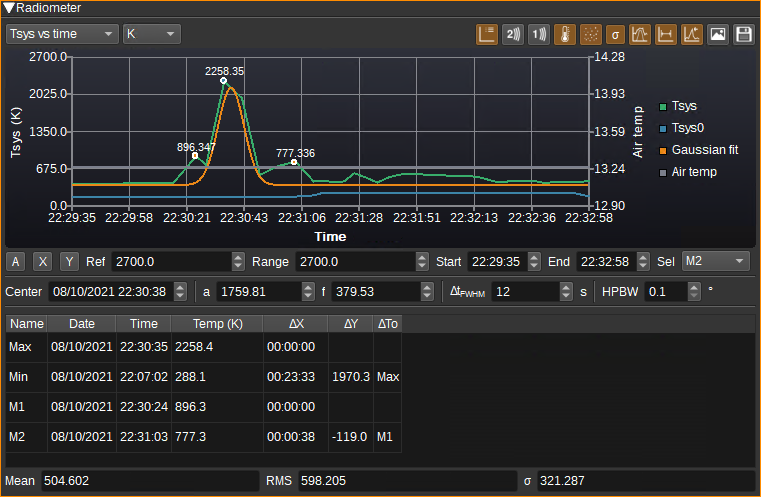 Radiometer
Tsys vs time K 2)) 1)) σ
2700.0 14.28
2258.35
2025.0 13.93
Tsys (K)
Air temp
Tsys
Tsys0
Gaussian fit
Air temp
1350.0 13.59
896.347 777.336
675.0 13.24
0.0 12.90
22:29:35 22:29:58 22:30:21 22:30:43 22:31:06 22:31:28 22:31:51 22:32:13 22:32:36 22:32:58
Time
A X Y Ref 2700.0 Range 2700.0 Start 22:29:35 End 22:32:58 Sel M2
Center 08/10/2021 22:30:38 a 1759.81 f 379.53 ΔtFWHM 12 s HPBW 0.1 °
Name Date Time Temp (K) ΔX ΔY ΔTo
Max 08/10/2021 22:30:35 2258.4 00:00:00
Min 08/10/2021 22:07:02 288.1 00:23:33 1970.3 Max
M1 08/10/2021 22:30:24 896.3 00:00:00
M2 08/10/2021 22:31:03 777.3 00:00:38 -119.0 M1
Mean 504.602 RMS 598.205 σ 321.287